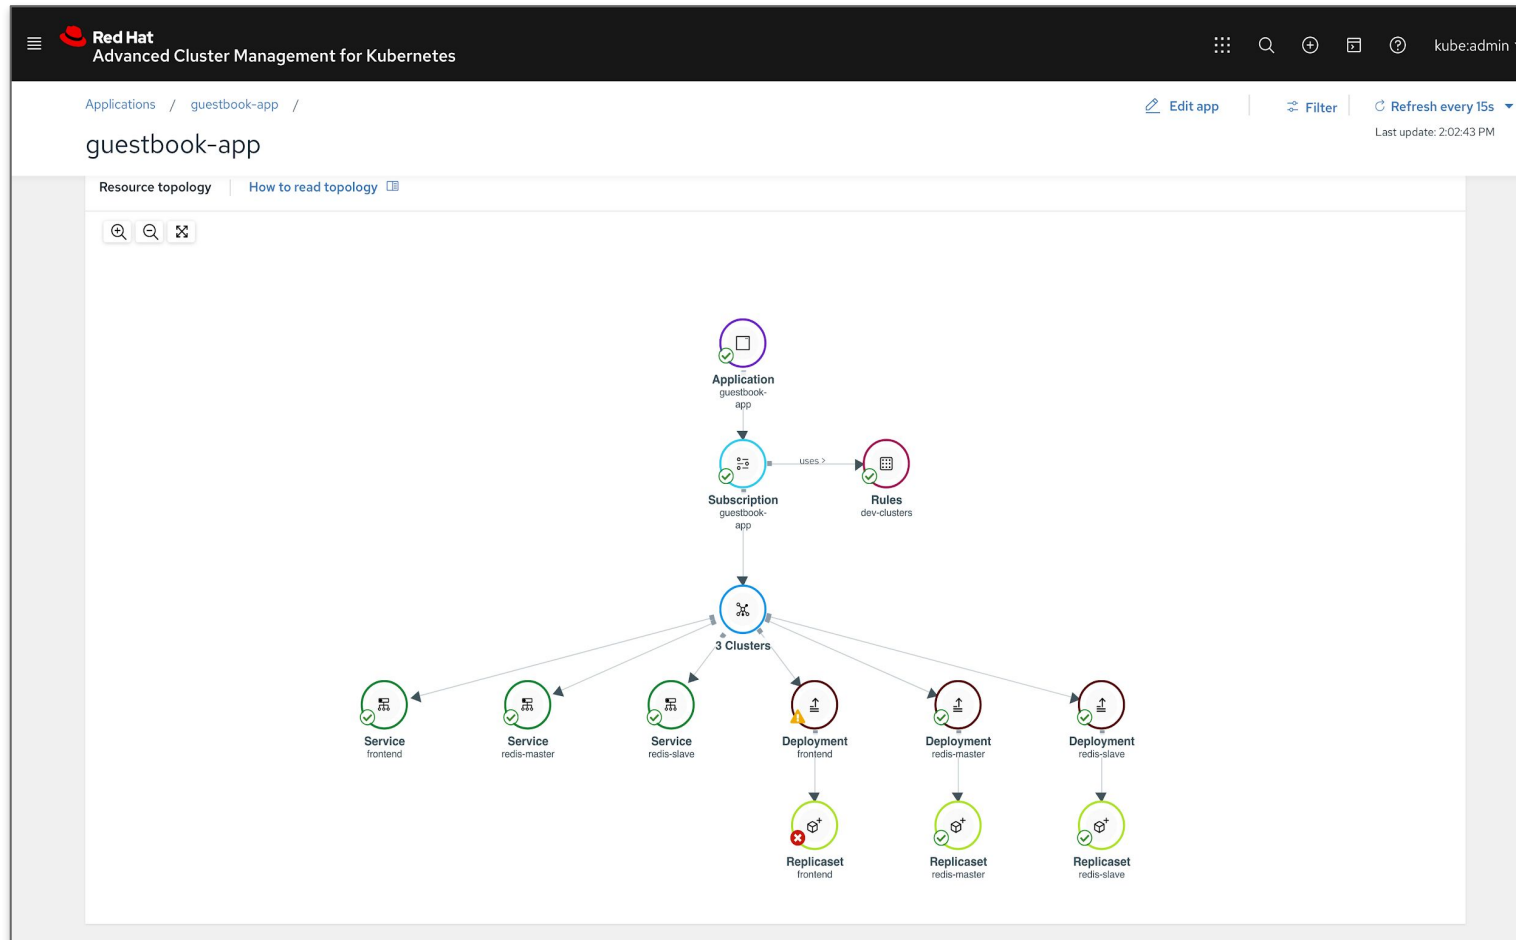 Red Hat
Advanced Cluster Management for Kubernetes
kube:admin
Applications / guestbook-app /
Edit app
Filter
Refresh every 15s
guestbook-app
Last update: 2:02:43 PM
Resource topology
How to read topology
Application
guestbook-
app
uses >
Subscription
guestbook-
app
Rules
dev-clusters
3 Clusters
Service
frontend
Service
redis-master
Service
redis-slave
Deployment
frontend
Deployment
redis-master
Deployment
redis-slave
Replicaset
frontend
Replicaset
redis-master
Replicaset
redis-slave